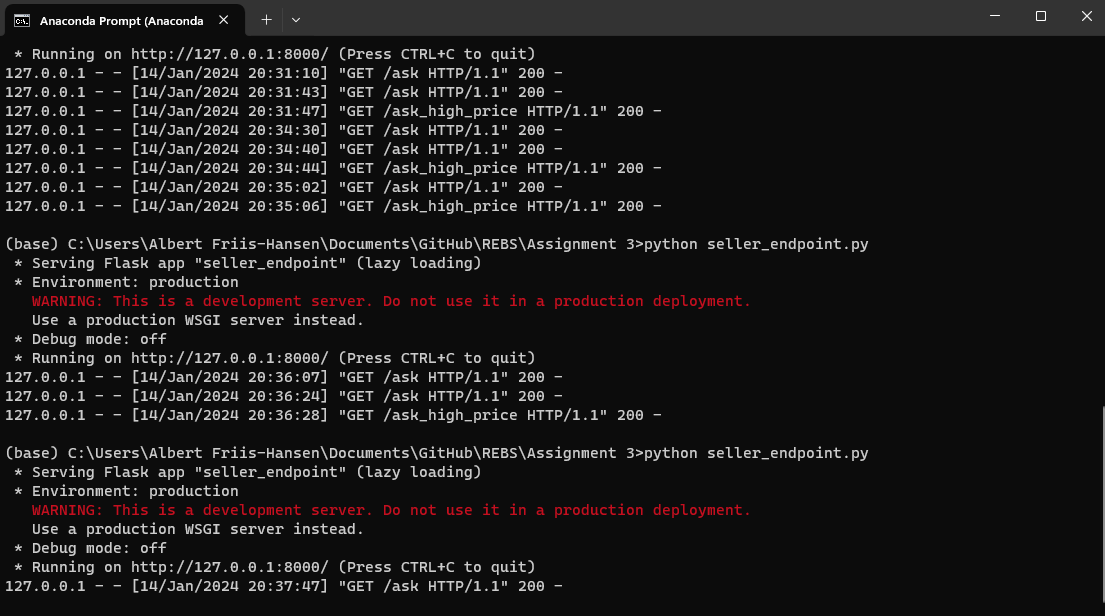 Anaconda Prompt (Anaconda
 * Running on http://127.0.0.1:8000/ (Press CTRL+C to quit)
127.0.0.1 - - [14/Jan/2024 20:31:10] "GET /ask HTTP/1.1" 200 -
127.0.0.1 - - [14/Jan/2024 20:31:43] "GET /ask HTTP/1.1" 200 -
127.0.0.1 - - [14/Jan/2024 20:31:47] "GET /ask_high_price HTTP/1.1" 200 -
127.0.0.1 - - [14/Jan/2024 20:34:30] "GET /ask HTTP/1.1" 200 -
127.0.0.1 - - [14/Jan/2024 20:34:40] "GET /ask HTTP/1.1" 200 -
127.0.0.1 - - [14/Jan/2024 20:34:44] "GET /ask_high_price HTTP/1.1" 200 -
127.0.0.1 - - [14/Jan/2024 20:35:02] "GET /ask HTTP/1.1" 200 -
127.0.0.1 - - [14/Jan/2024 20:35:06] "GET /ask_high_price HTTP/1.1" 200 -
(base) C:\Users\Albert Friis-Hansen\Documents\GitHub\REBS\Assignment 3>python seller_endpoint.py
 * Serving Flask app "seller_endpoint" (lazy loading)
 * Environment: production
   WARNING: This is a development server. Do not use it in a production deployment.
   Use a production WSGI server instead.
 * Debug mode: off
 * Running on http://127.0.0.1:8000/ (Press CTRL+C to quit)
127.0.0.1 - - [14/Jan/2024 20:36:07] "GET /ask HTTP/1.1" 200 -
127.0.0.1 - - [14/Jan/2024 20:36:24] "GET /ask HTTP/1.1" 200 -
127.0.0.1 - - [14/Jan/2024 20:36:28] "GET /ask_high_price HTTP/1.1" 200 -
(base) C:\Users\Albert Friis-Hansen\Documents\GitHub\REBS\Assignment 3>python seller_endpoint.py
 * Serving Flask app "seller_endpoint" (lazy loading)
 * Environment: production
   WARNING: This is a development server. Do not use it in a production deployment.
   Use a production WSGI server instead.
 * Debug mode: off
 * Running on http://127.0.0.1:8000/ (Press CTRL+C to quit)
127.0.0.1 - - [14/Jan/2024 20:37:47] "GET /ask HTTP/1.1" 200 -